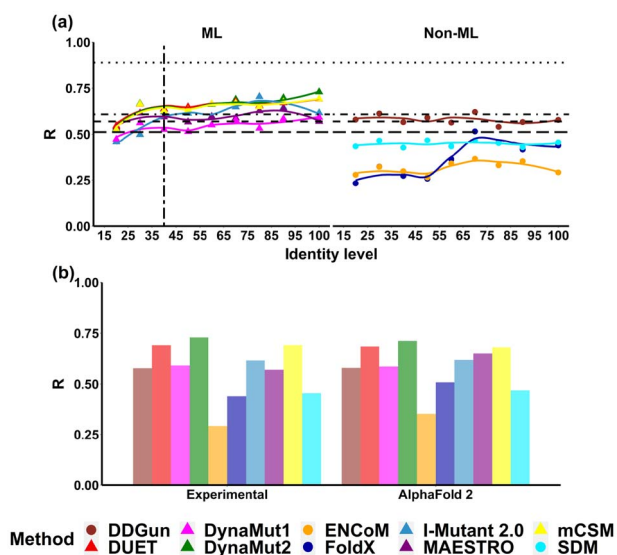 (a) ML Non-ML
1.00
0.75
R
0.50
0.25
0.00
15 25 35 45 55 65 75 85 95 100 15 25 35 45 55 65 75 85 95 100
Identity level
(b)
1.00
0.75
R
0.50
0.25
0.00
Experimental AlphaFold 2
Method DDGun DynaMut1 ENCoM I-Mutant 2.0 mCSM
DUET DynaMut2 FoldX MAESTRO SDM